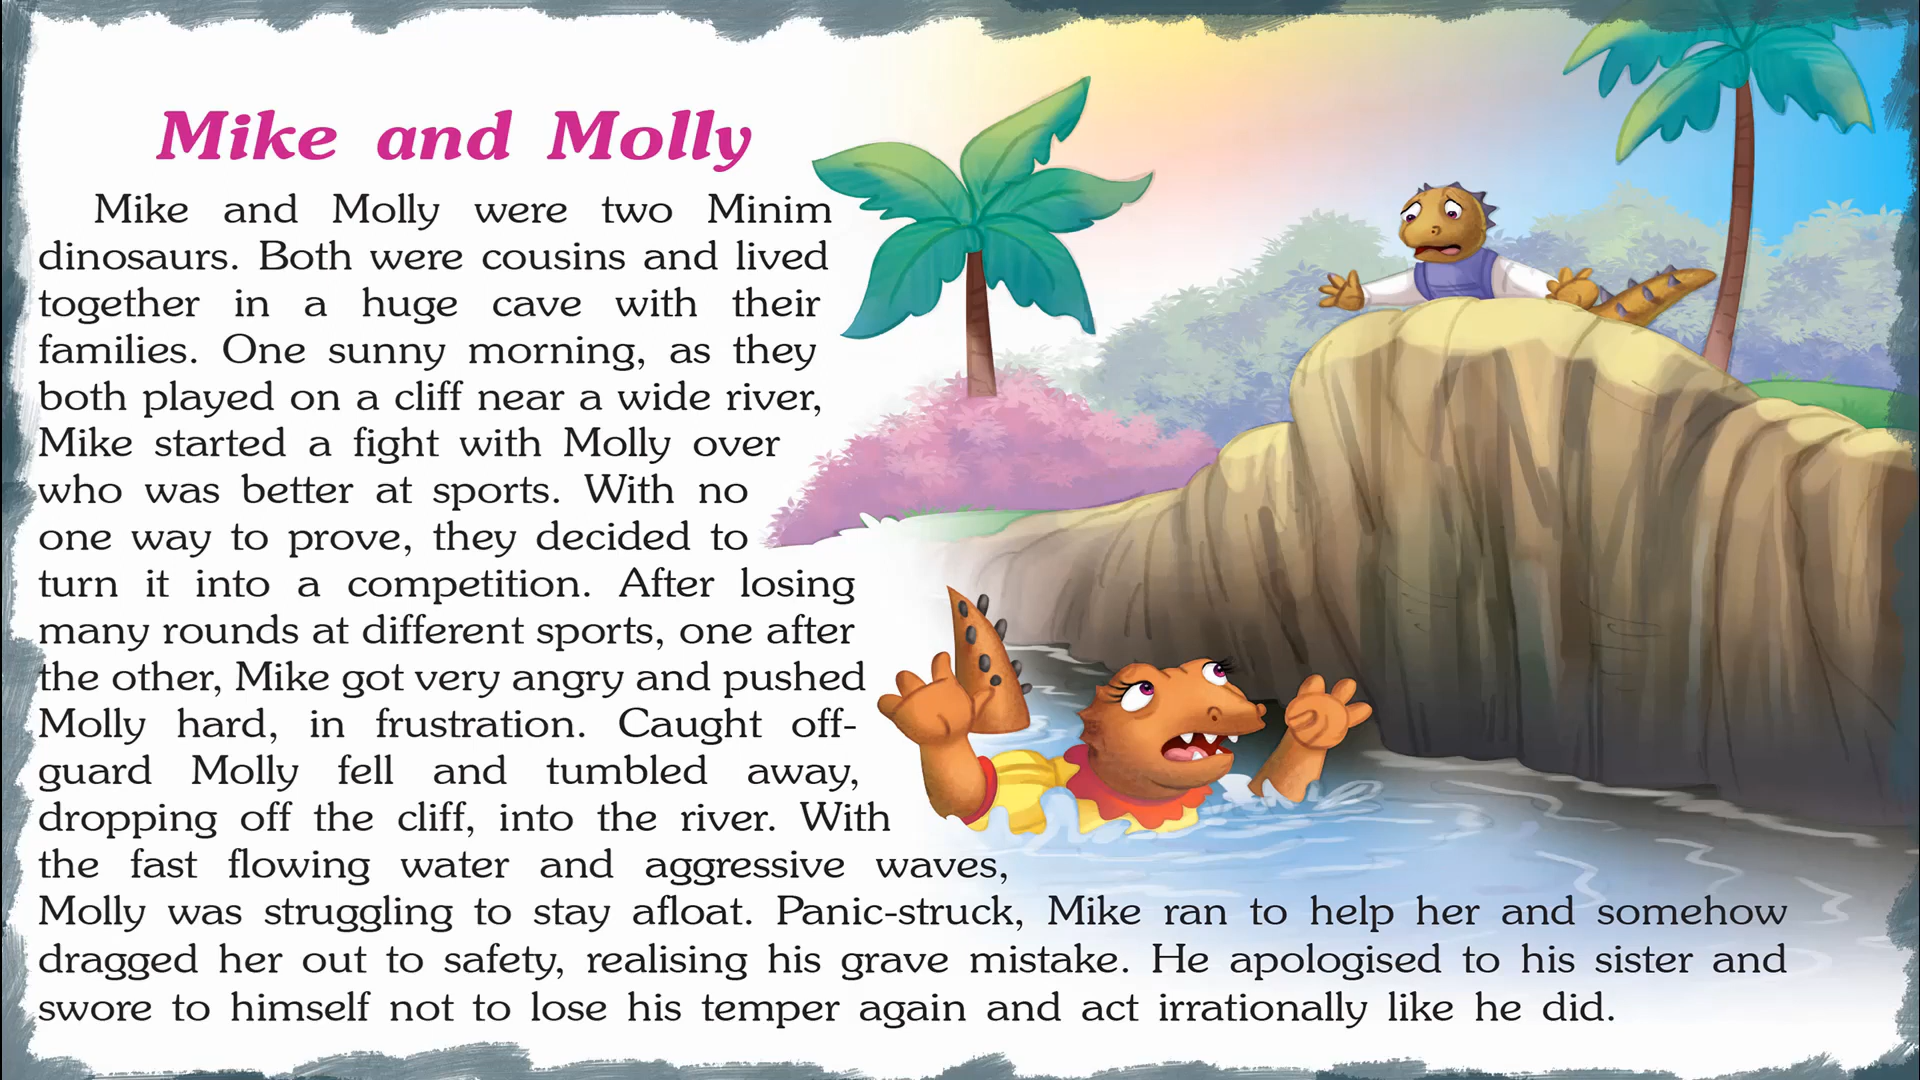 Mike and Molly
Mike and Molly were two Minim
dinosaurs. Both were cousins and lived
together in a huge cave with their
families. One sunny morning, as they
both played on a cliff near a wide river,
Mike started a fight with Molly over
who was better at sports. With no
one way to prove, they decided to
turn it into a competition. After losing
many rounds at different sports, one after
the other, Mike got very angry and pushed
Molly hard, in frustration. Caught off-
guard Molly fell and tumbled away,
dropping off the cliff, into the river. With
the fast flowing water and aggressive waves,
Molly was struggling to stay afloat. Panic-struck, Mike ran to help her and somehow
dragged her out to safety, realising his grave mistake. He apologised to his sister and
swore to himself not to lose his temper again and act irrationally like he did.